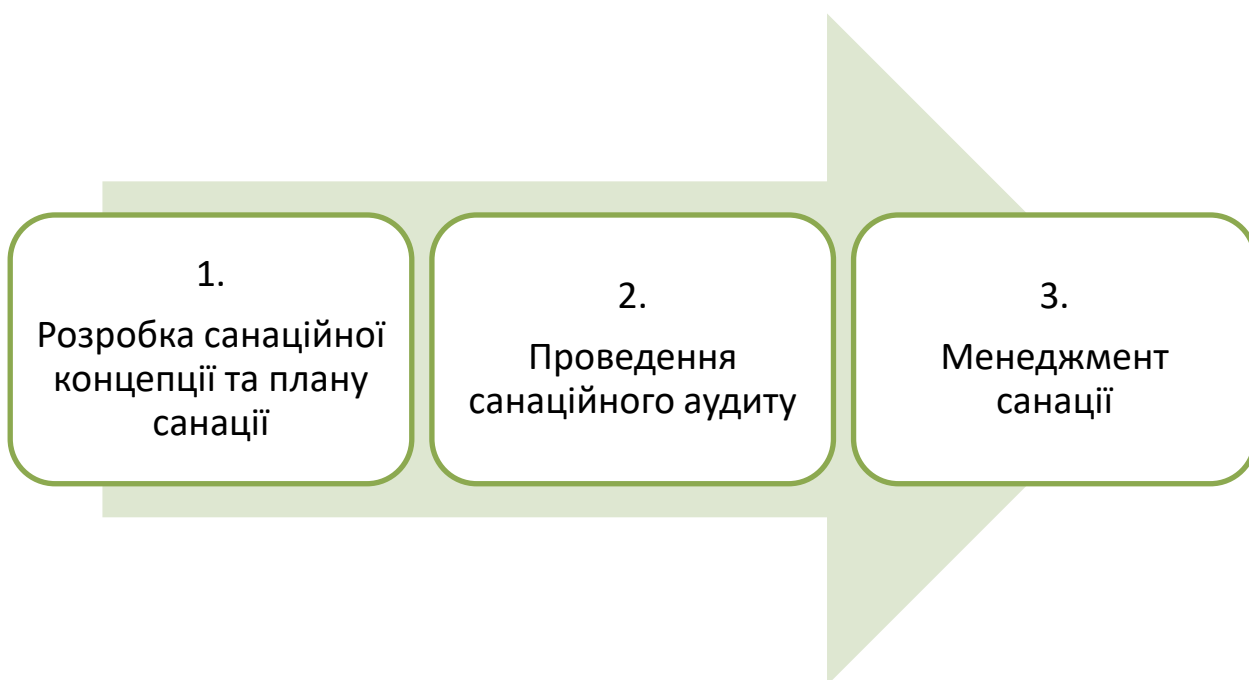 1.
Розробка санаційної
концепції та плану
санації
2.
Проведення
санаційного аудиту
3.
Менеджмент
санації